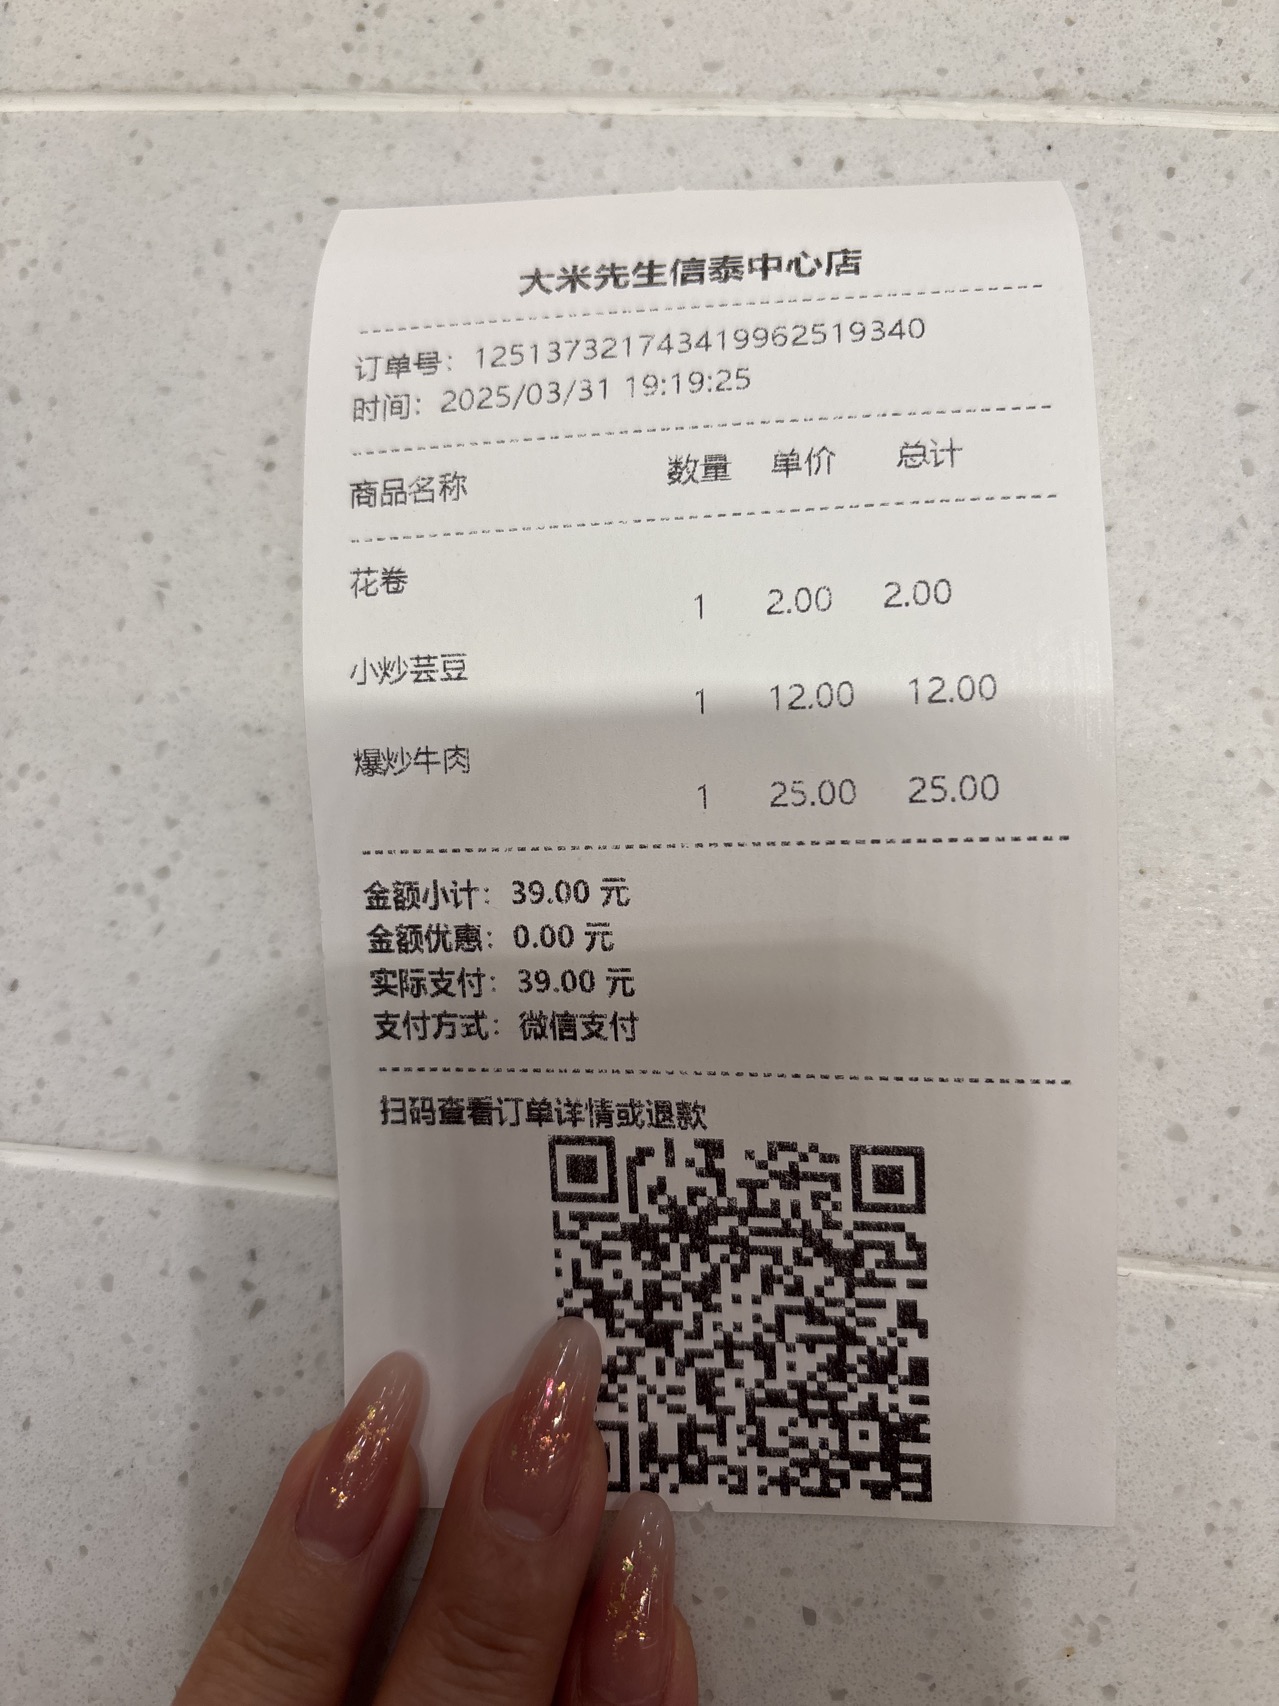 大米先生信泰中心店
订单号：1251373217434199625​19340
时间：2025/03/31 19:19:25
商品名称 数量 单价 总计
花卷
1 2.00 2.00
小炒芸豆
1 12.00 12.00
爆炒牛肉
1 25.00 25.00
金额小计：39.00 元
金额优惠：0.00 元
实际支付：39.00 元
支付方式：微信支付
扫码查看订单详情或退款